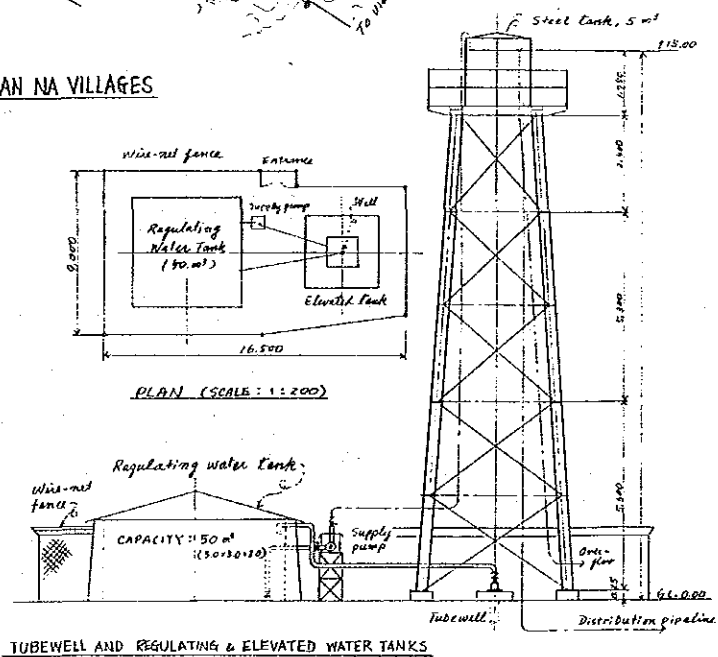 AN NA VILLAGES
Steel tank, 5 m³
Wire-net fence
Entrance
Supply pump
Well
Regulating
Water Tank
(50 m³)
Elevated tank
9,000
16.500
PLAN (SCALE: 1:200)
Regulating water tank
Wire-net
fence
CAPACITY: 50 m³
Supply
pump
Over-
flow
GL 0.00
Tubewell
Distribution pipeline
TUBEWELL AND REGULATING & ELEVATED WATER TANKS